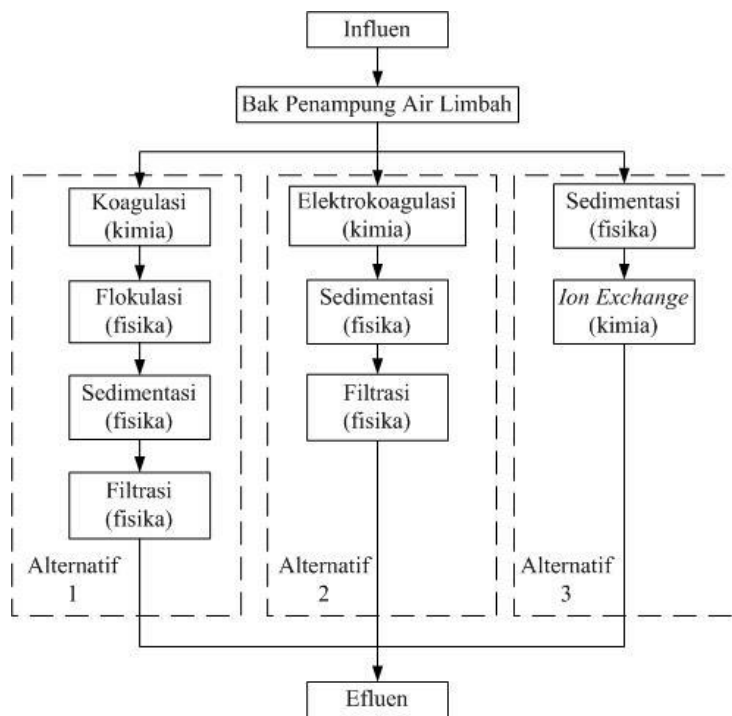 Influen
Bak Penampung Air Limbah
Koagulasi
(kimia)
Flokulasi
(fisika)
Sedimentasi
(fisika)
Filtrasi
(fisika)
Alternatif
1
Elektrokoagulasi
(kimia)
Sedimentasi
(fisika)
Filtrasi
(fisika)
Alternatif
2
Sedimentasi
(fisika)
Ion Exchange
(kimia)
Alternatif
3
Efluen